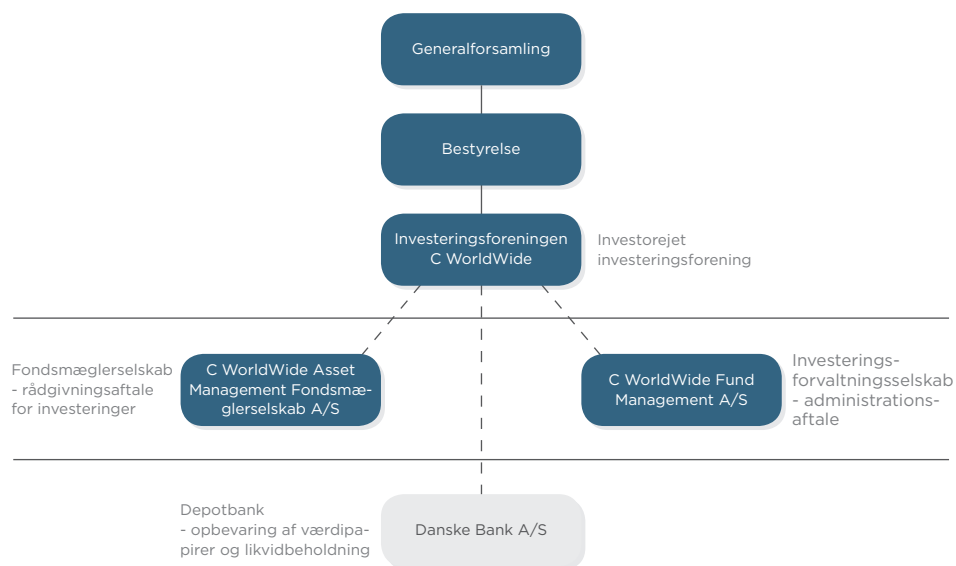 Generalforsamling
Bestyrelse
Investeringsforeningen
C WorldWide
Investorejet
investeringsforening
Fondsmæglerselskab
- rådgivningsaftale
for investeringer
C WorldWide Asset
Management Fondsmæ-
glerselskab A/S
C WorldWide Fund
Management A/S
Investerings-
forvaltningsselskab
- administrations-
aftale
Depotbank
- opbevaring af værdipa-
pirer og likvidbeholdning
Danske Bank A/S